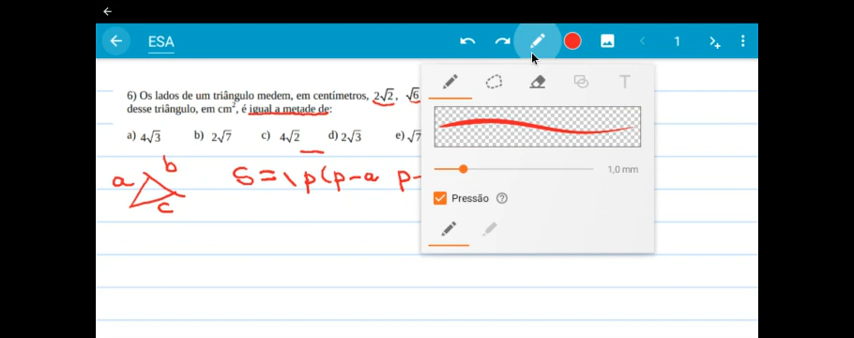 ESA
1
6) Os lados de um triângulo medem, em centímetros, 2√2, √6
desse triângulo, em cm², é igual a metade de:
a) 4√3 b) 2√7 c) 4√2 d) 2√3 e) √7
a b c
S=√p(p-a p-
T
1,0 mm
Pressão